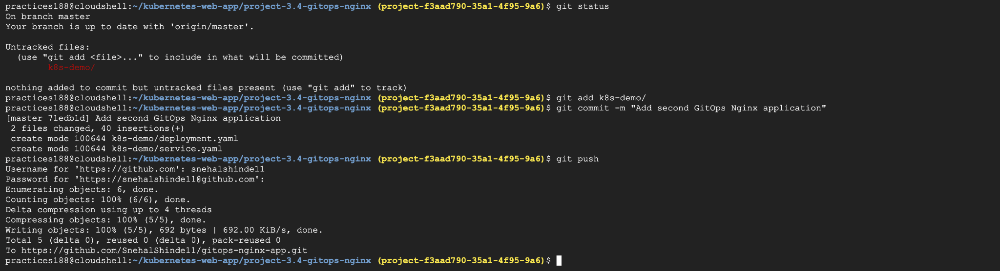 practices188@cloudshell:~/kubernetes-web-app/project-3.4-gitops-nginx (project-f3aad790-35a1-4f95-9a6)$ git status
On branch master
Your branch is up to date with 'origin/master'.
Untracked files:
  (use "git add <file>..." to include in what will be committed)
        k8s-demo/
nothing added to commit but untracked files present (use "git add" to track)
practices188@cloudshell:~/kubernetes-web-app/project-3.4-gitops-nginx (project-f3aad790-35a1-4f95-9a6)$ git add k8s-demo/
practices188@cloudshell:~/kubernetes-web-app/project-3.4-gitops-nginx (project-f3aad790-35a1-4f95-9a6)$ git commit -m "Add second GitOps Nginx application"
[master 71edb1d] Add second GitOps Nginx application
 2 files changed, 40 insertions(+)
 create mode 100644 k8s-demo/deployment.yaml
 create mode 100644 k8s-demo/service.yaml
practices188@cloudshell:~/kubernetes-web-app/project-3.4-gitops-nginx (project-f3aad790-35a1-4f95-9a6)$ git push
Username for 'https://github.com': snehalshinde11
Password for 'https://snehalshinde11@github.com':
Enumerating objects: 6, done.
Counting objects: 100% (6/6), done.
Delta compression using up to 4 threads
Compressing objects: 100% (5/5), done.
Writing objects: 100% (5/5), 692 bytes | 692.00 KiB/s, done.
Total 5 (delta 0), reused 0 (delta 0), pack-reused 0
To https://github.com/SnehalShinde11/gitops-nginx-app.git
practices188@cloudshell:~/kubernetes-web-app/project-3.4-gitops-nginx (project-f3aad790-35a1-4f95-9a6)$